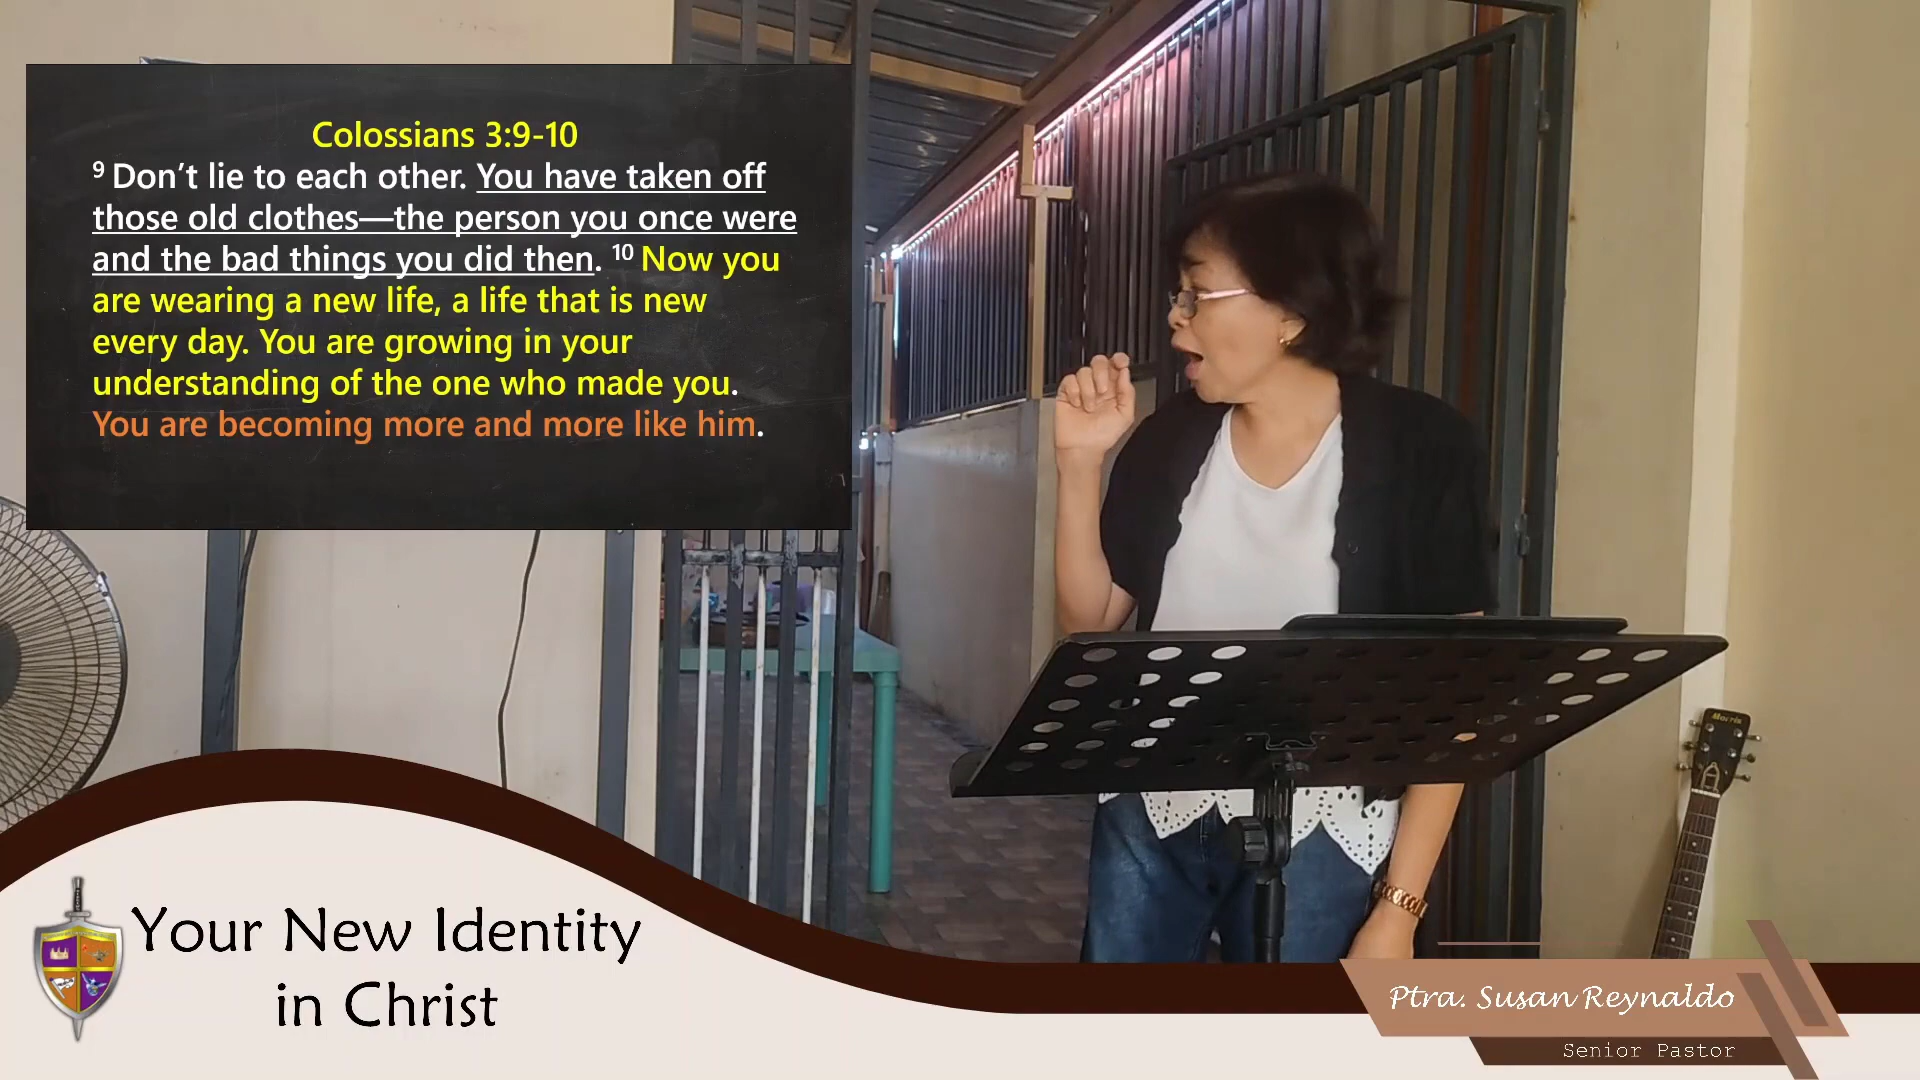 Colossians 3:9-10
⁹ Don’t lie to each other. You have taken off
those old clothes—the person you once were
and the bad things you did then. ¹⁰ Now you
are wearing a new life, a life that is new
every day. You are growing in your
understanding of the one who made you.
You are becoming more and more like him.
Morris
Your New Identity
in Christ
Ptra. Susan Reynaldo
Senior Pastor